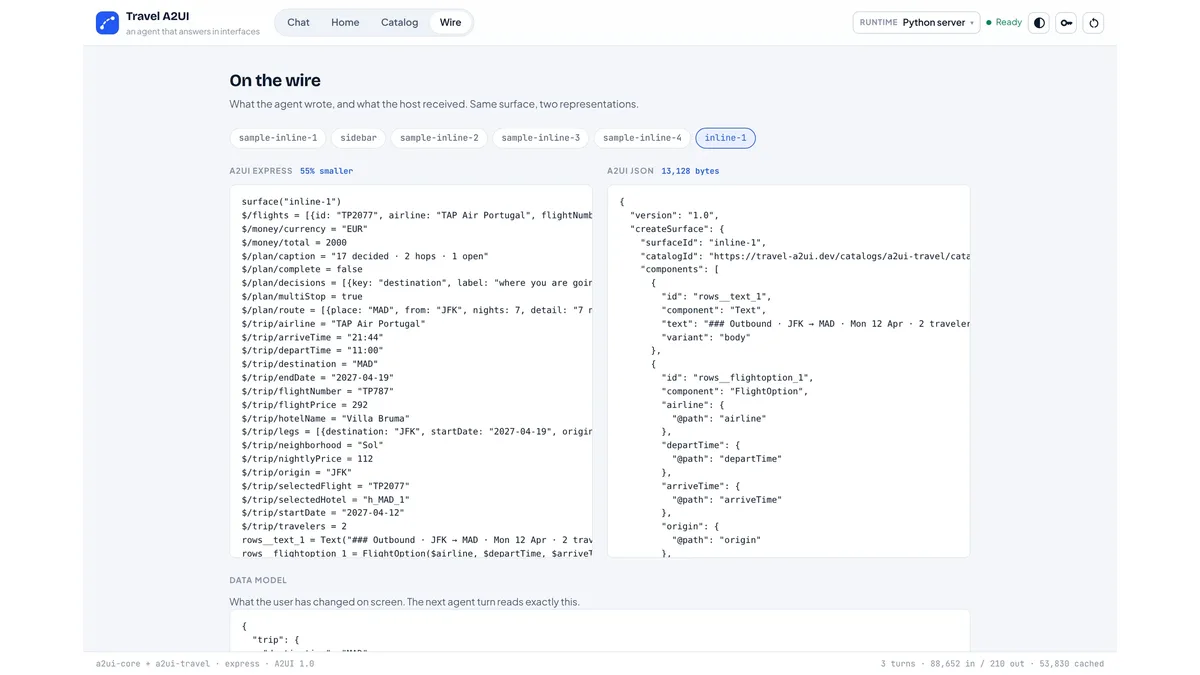 Travel A2UI
an agent that answers in interfaces
Chat Home Catalog Wire
RUNTIME Python server
Ready
On the wire
What the agent wrote, and what the host received. Same surface, two representations.
sample-inline-1 sidebar sample-inline-2 sample-inline-3 sample-inline-4 inline-1
A2UI EXPRESS 55% smaller
surface("inline-1")
$/flights = [{id: "TP2077", airline: "TAP Air Portugal", flightNumb
$/money/currency = "EUR"
$/money/total = 2000
$/plan/caption = "17 decided · 2 hops · 1 open"
$/plan/complete = false
$/plan/decisions = [{key: "destination", label: "where you are goin
$/plan/multiStop = true
$/plan/route = [{place: "MAD", from: "JFK", nights: 7, detail: "7 n
$/trip/airline = "TAP Air Portugal"
$/trip/arriveTime = "21:44"
$/trip/departTime = "11:00"
$/trip/destination = "MAD"
$/trip/endDate = "2027-04-19"
$/trip/flightNumber = "TP787"
$/trip/flightPrice = 292
$/trip/hotelName = "Villa Bruma"
$/trip/legs = [{destination: "JFK", startDate: "2027-04-19", origin
$/trip/neighborhood = "Sol"
$/trip/nightlyPrice = 112
$/trip/origin = "JFK"
$/trip/selectedFlight = "TP2077"
$/trip/selectedHotel = "h_MAD_1"
$/trip/startDate = "2027-04-12"
$/trip/travelers = 2
rows__text_1 = Text("### Outbound · JFK → MAD · Mon 12 Apr · 2 trav
rows__flightoption_1 = FlightOption($airline, $departTime, $arriveT
A2UI JSON 13,128 bytes
{
"version": "1.0",
"createSurface": {
"surfaceId": "inline-1",
"catalogId": "https://travel-a2ui.dev/catalogs/a2ui-travel/cata
"components": [
{
"id": "rows__text_1",
"component": "Text",
"text": "### Outbound · JFK → MAD · Mon 12 Apr · 2 traveler
"variant": "body"
},
{
"id": "rows__flightoption_1",
"component": "FlightOption",
"airline": {
"@path": "airline"
},
"departTime": {
"@path": "departTime"
},
"arriveTime": {
"@path": "arriveTime"
},
"origin": {
"@path": "origin"
},
DATA MODEL
What the user has changed on screen. The next agent turn reads exactly this.
{
"trip": {
"destination": "MAD",
a2ui-core + a2ui-travel · express · A2UI 1.0
3 turns · 88,652 in / 210 out · 53,830 cached